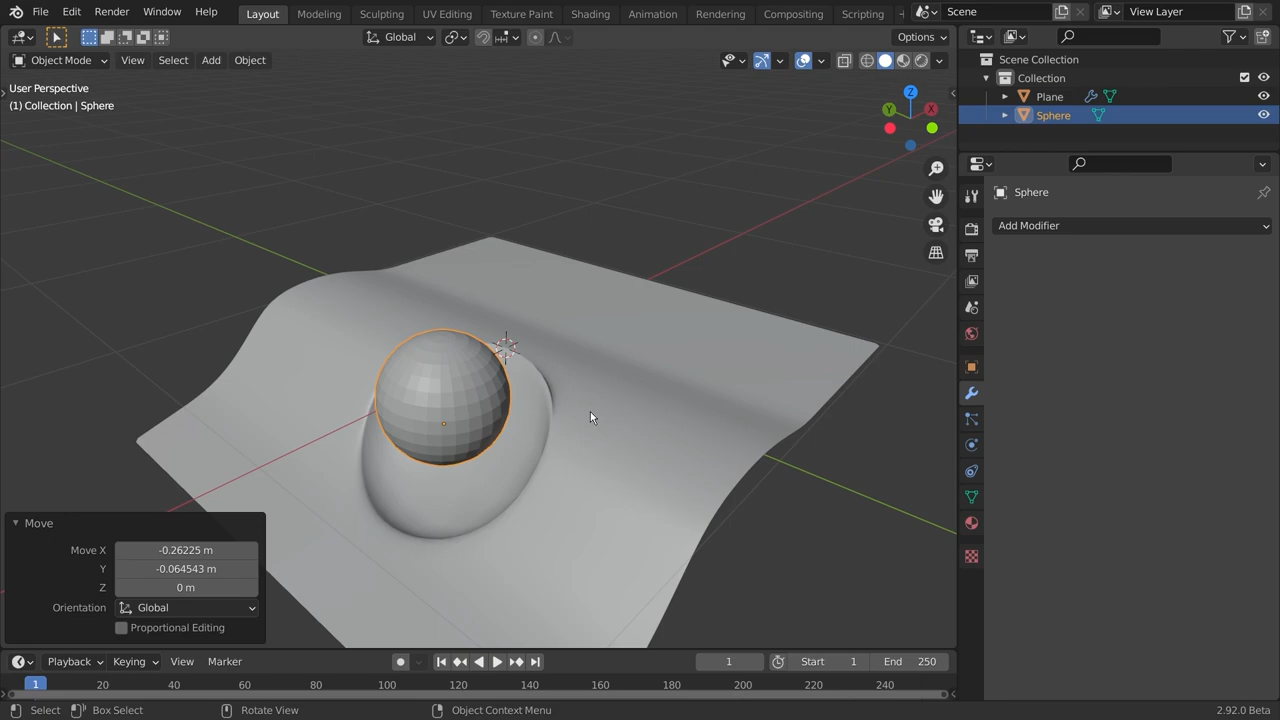 File Edit Render Window Help Layout Modeling Sculpting UV Editing Texture Paint Shading Animation Rendering Compositing Scripting + Scene View Layer
Global Options
Object Mode View Select Add Object
User Perspective
(1) Collection | Sphere
Z
Y
X
Scene Collection
Collection
Plane
Sphere
Sphere
Add Modifier
Move
Move X -0.26225 m
Y -0.064543 m
Z 0 m
Orientation Global
Proportional Editing
Playback Keying View Marker 1 Start 1 End 250
1 20 40 60 80 100 120 140 160 180 200 220 240
Select Box Select Rotate View Object Context Menu 2.92.0 Beta